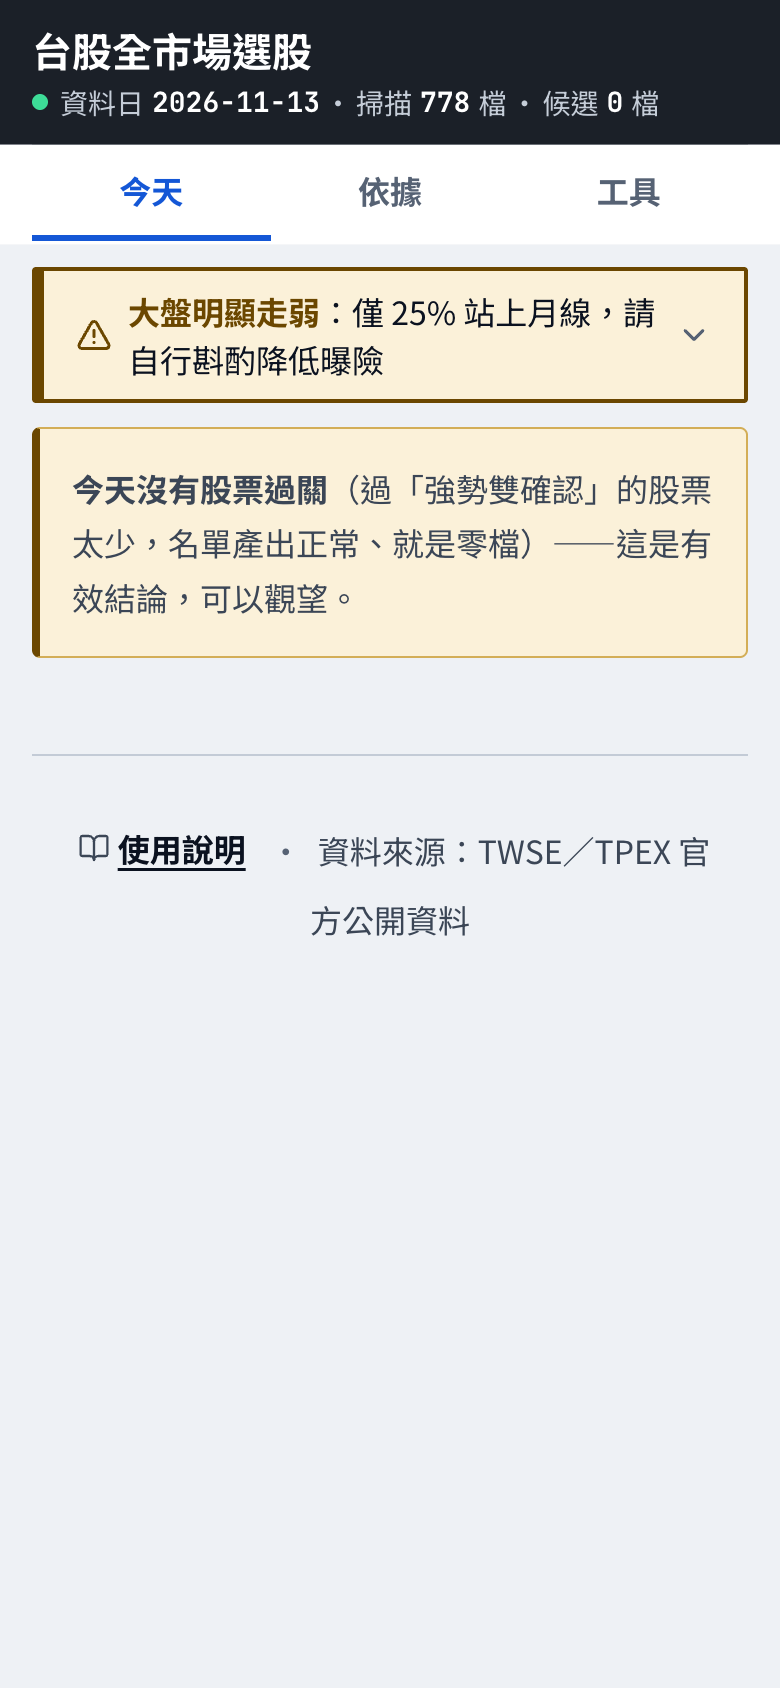 台股全市場選股
資料日 2026-11-13 · 掃描 778 檔 · 候選 0 檔
今天 依據 工具
大盤明顯走弱：僅 25% 站上月線，請
自行斟酌降低曝險
今天沒有股票過關（過「強勢雙確認」的股票
太少，名單產出正常、就是零檔）——這是有
效結論，可以觀望。
使用說明 · 資料來源：TWSE／TPEX 官
方公開資料